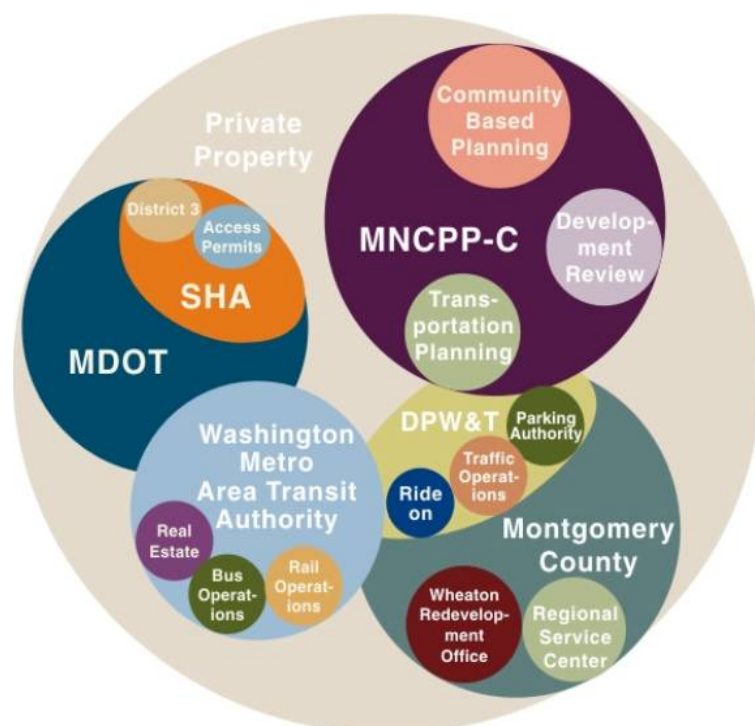 Private
Property
Community
Based
Planning
MNCPP-C
Develop-
ment
Review
Trans-
portation
Planning
District 3
Access
Permits
SHA
MDOT
Washington
Metro
Area Transit
Authority
Real
Estate
Bus
Operat-
ions
Rail
Operat-
ions
DPW&T
Parking
Authority
Traffic
Operat-
ions
Ride
on
Montgomery
County
Wheaton
Redevelop-
ment
Office
Regional
Service
Center